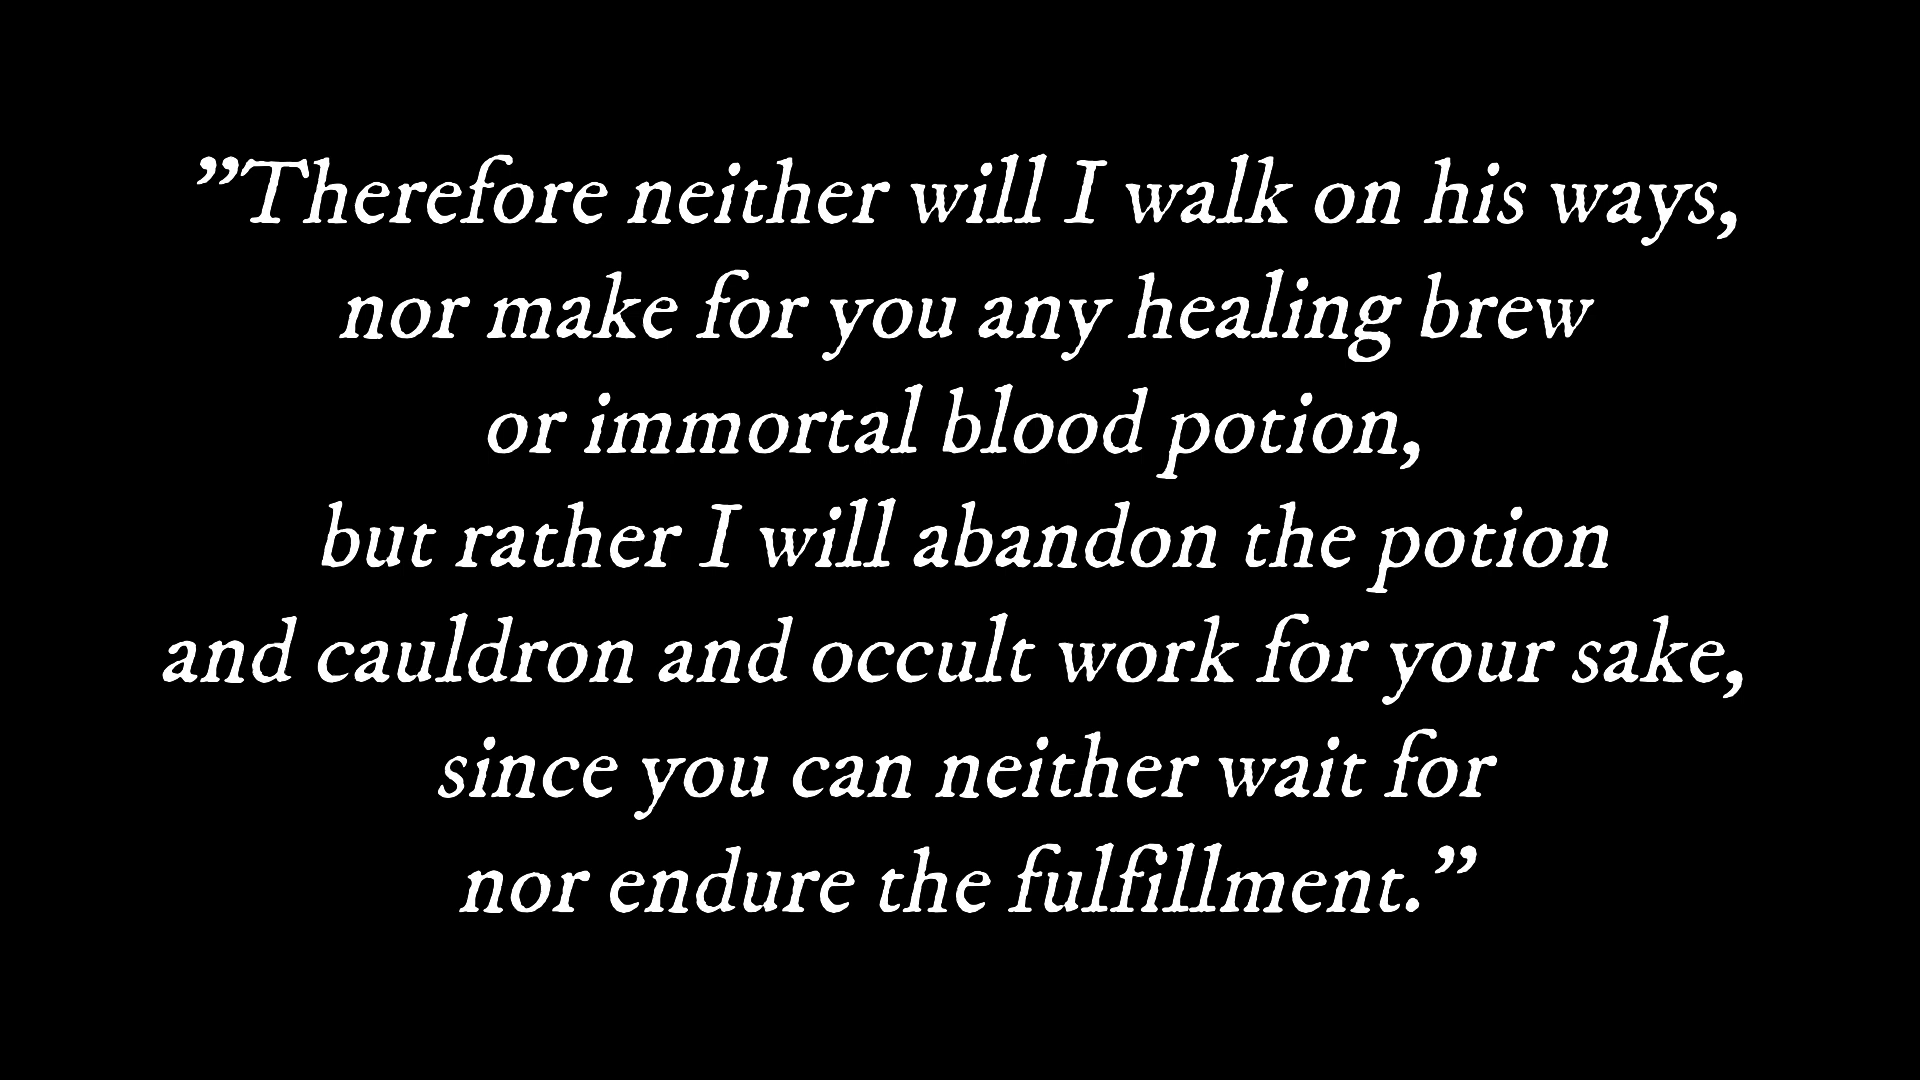 ”Therefore neither will I walk on his ways,
nor make for you any healing brew
or immortal blood potion,
but rather I will abandon the potion
and cauldron and occult work for your sake,
since you can neither wait for
nor endure the fulfillment.”